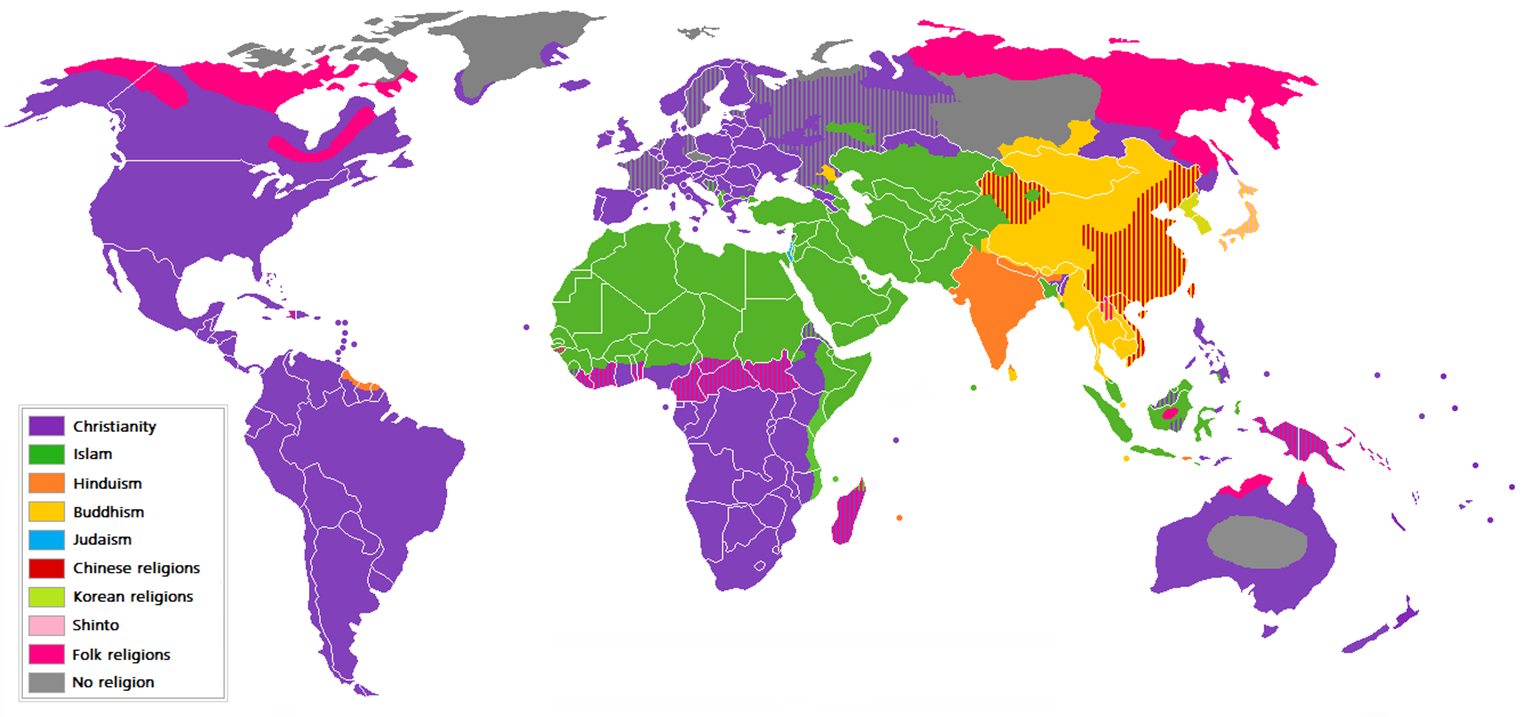 Christianity
Islam
Hinduism
Buddhism
Judaism
Chinese religions
Korean religions
Shinto
Folk religions
No religion